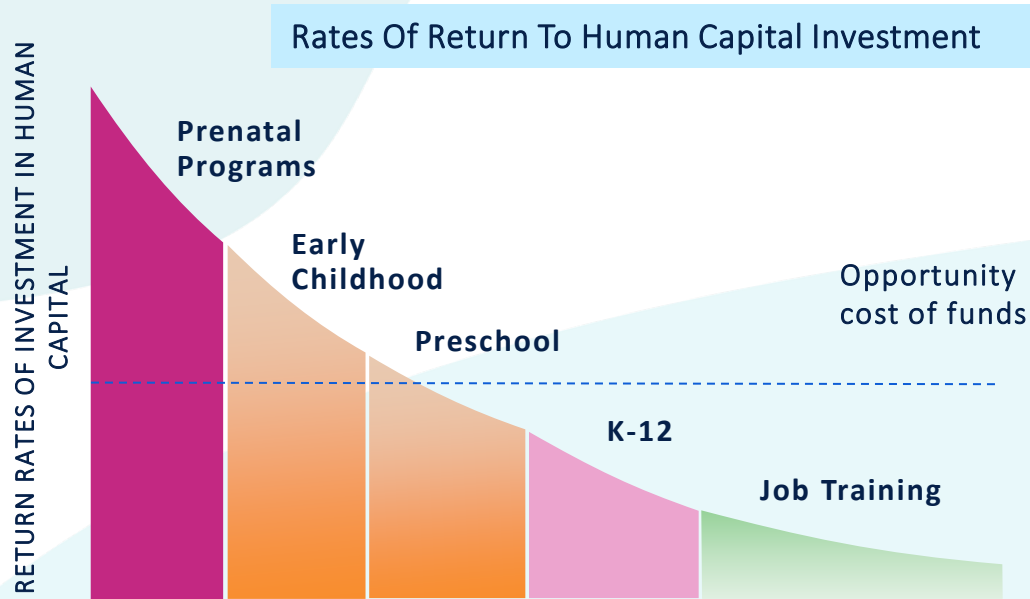 Rates Of Return To Human Capital Investment
RETURN RATES OF INVESTMENT IN HUMAN
CAPITAL
Prenatal
Programs
Early
Childhood
Opportunity
cost of funds
Preschool
K-12
Job Training